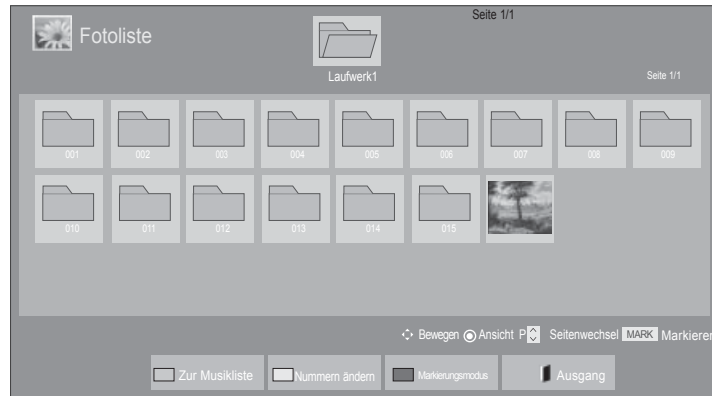 Seite 1/1
Fotoliste
Laufwerk1
Seite 1/1
001 002 003 004 005 006 007 008 009
010 011 012 013 014 015
Bewegen Ansicht P Seitenwechsel MARK Markieren
Zur Musikliste Nummern ändern Markierungsmodus Ausgang